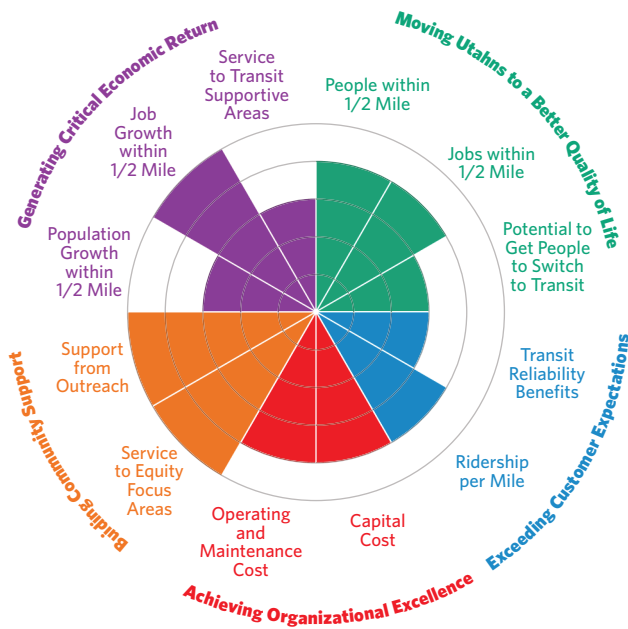 Generating Critical Economic Return
Moving Utahns to a Better Quality of Life
Service
to Transit
Supportive
Areas
People within
1/2 Mile
Job
Growth
within
1/2 Mile
Jobs within
1/2 Mile
Population
Growth
within
1/2 Mile
Potential to
Get People
to Switch
to Transit
Support
from
Outreach
Transit
Reliability
Benefits
Building Community Support
Exceeding Customer Expectations
Service
to Equity
Focus
Areas
Ridership
per Mile
Operating
and
Maintenance
Cost
Capital
Cost
Achieving Organizational Excellence